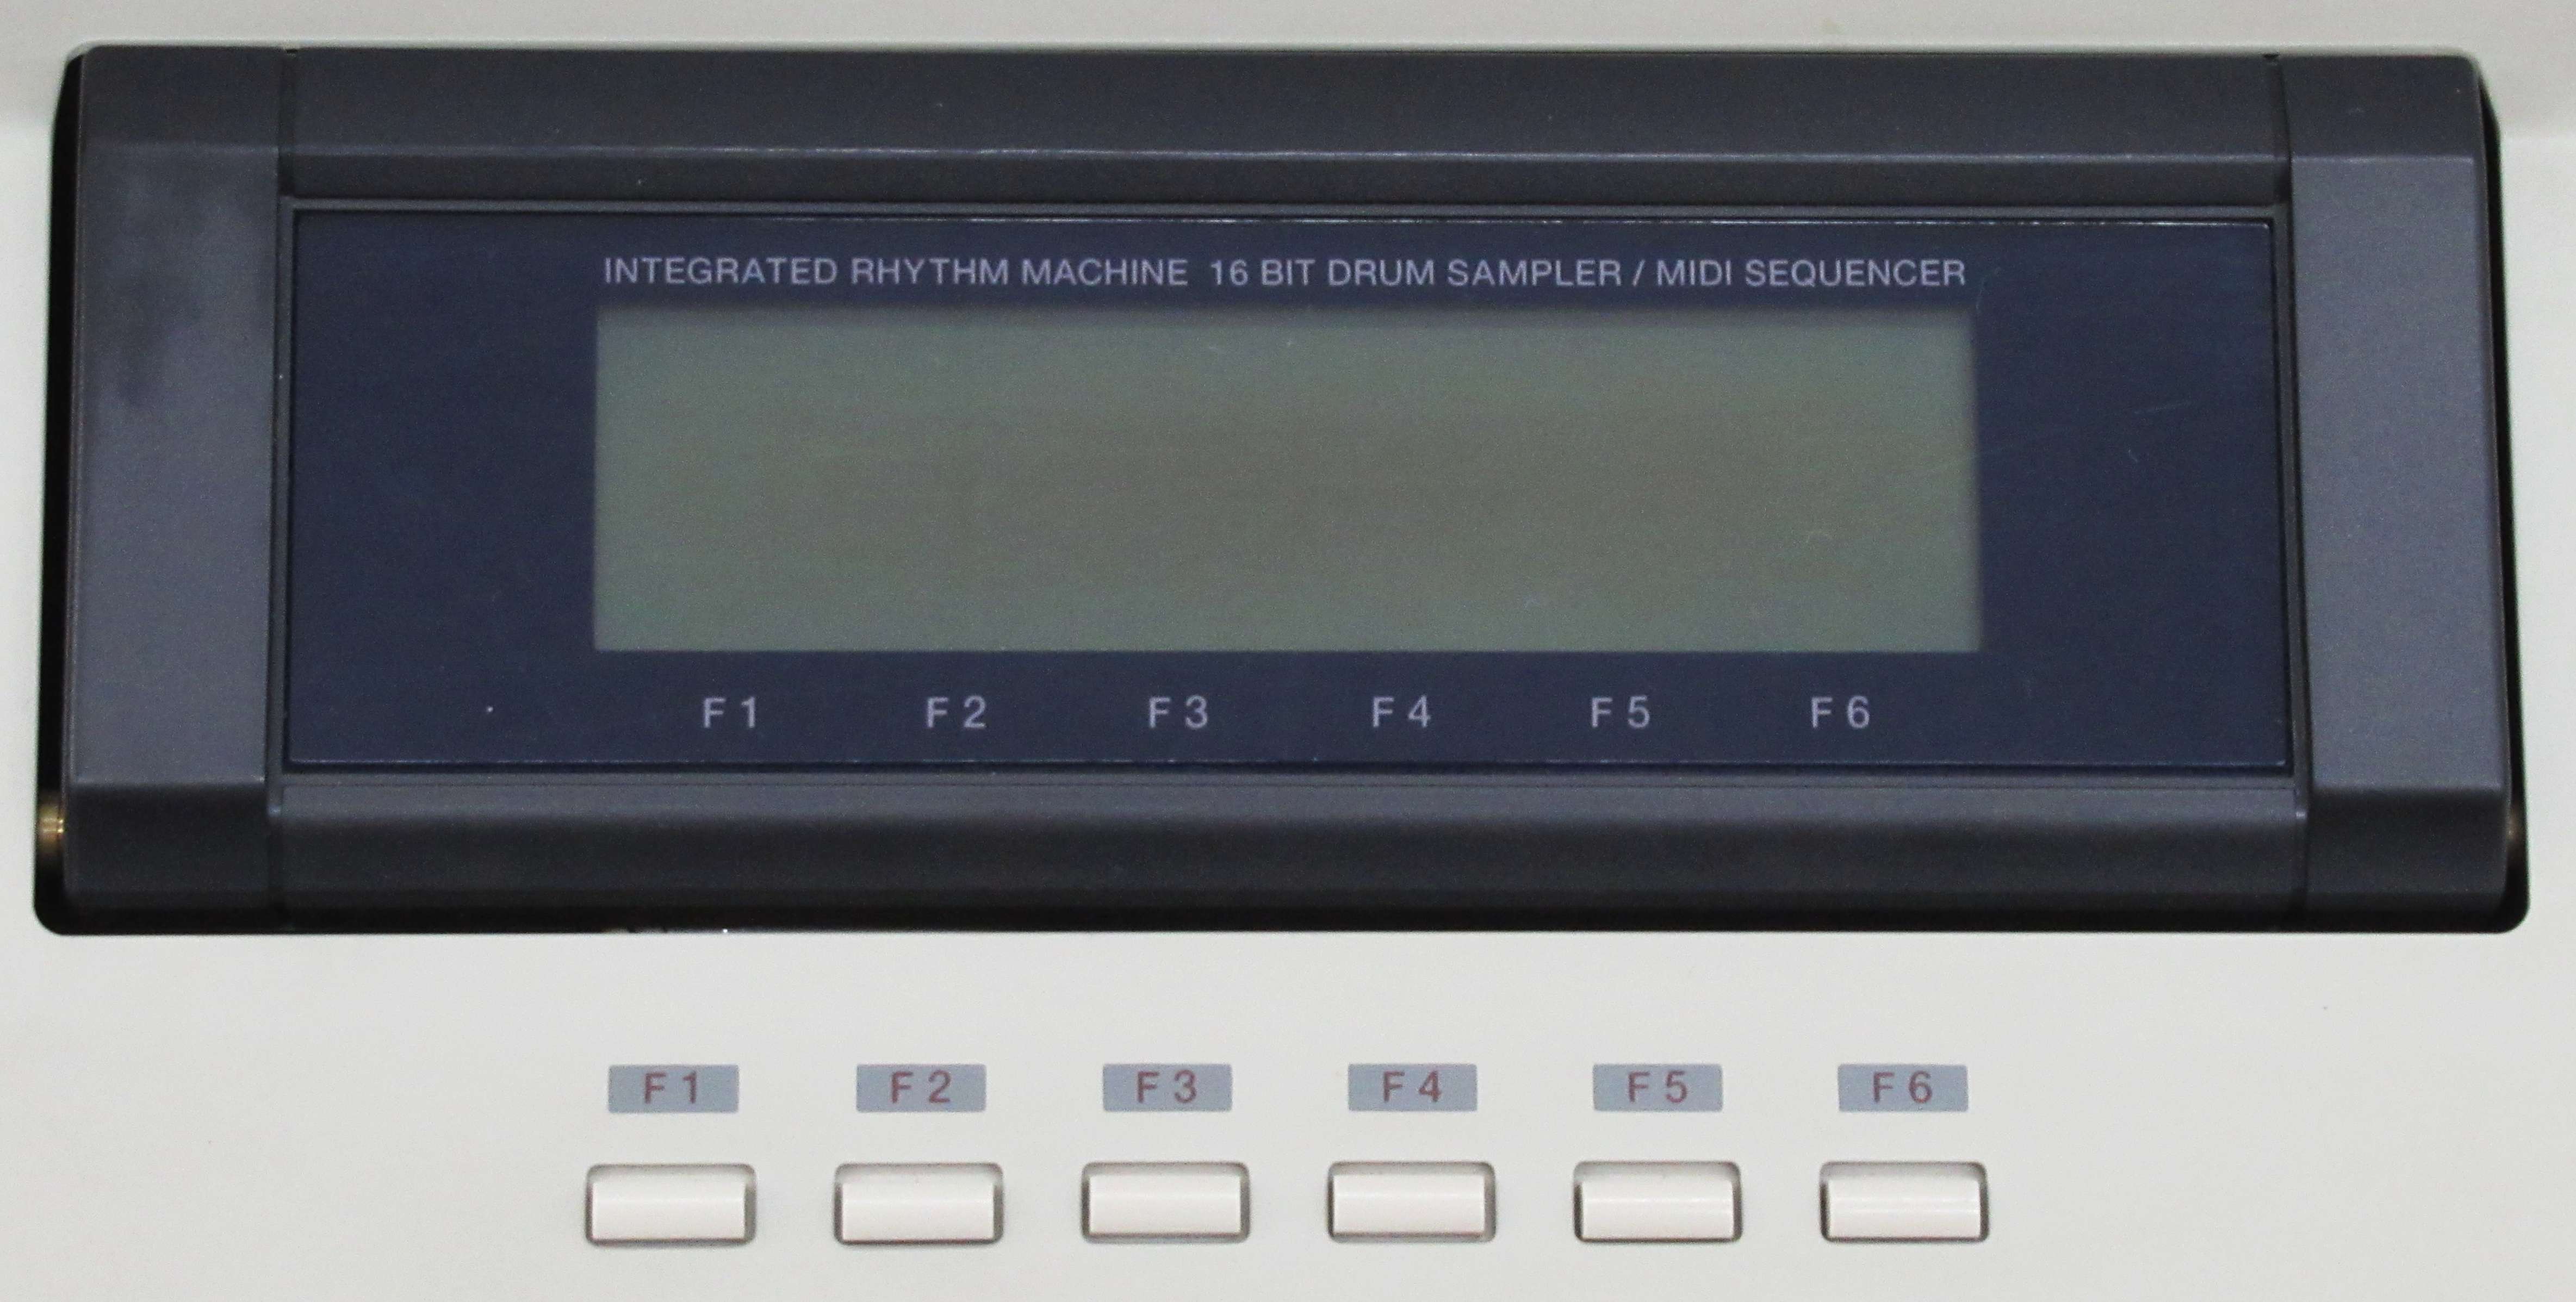 INTEGRATED RHYTHM MACHINE 16 BIT DRUM SAMPLER / MIDI SEQUENCER
F1 F2 F3 F4 F5 F6
F1 F2 F3 F4 F5 F6